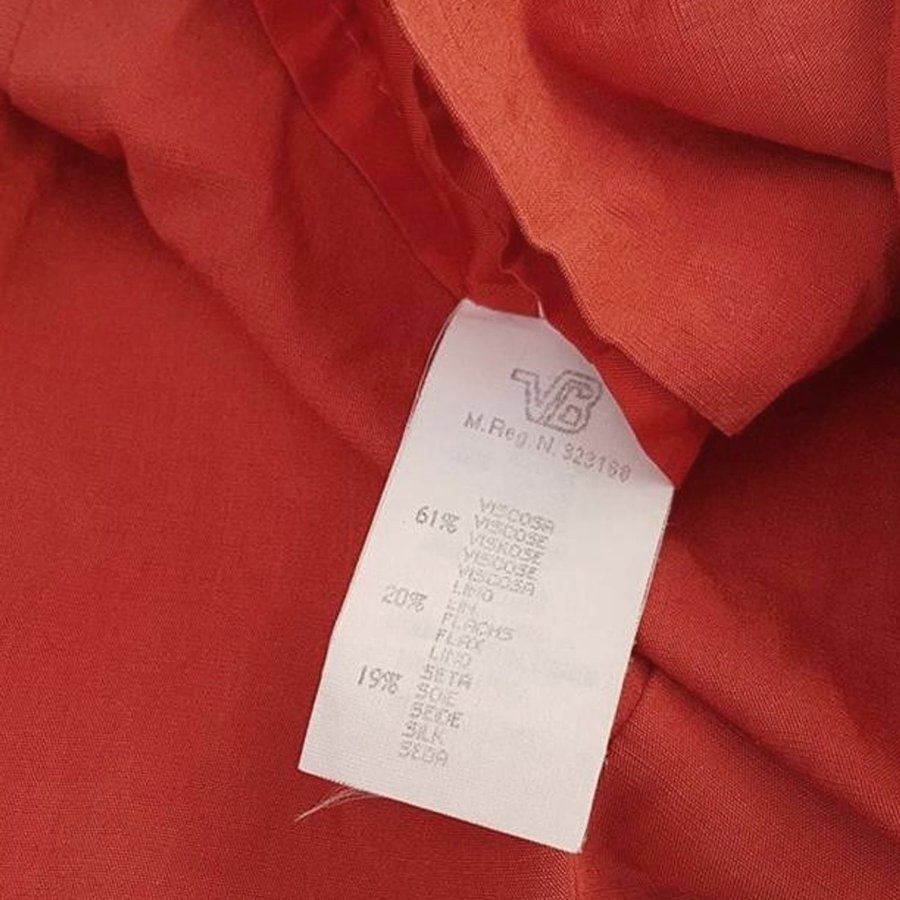 VB
M.Reg.N. 323188
VISCOSA
61% VISCOSE
VISKOSE
VISCOSE
VISCOSA
LINO
20% LIN
FLACHS
FLAX
LINO
SETA
19% SOIE
SEIDE
SILK
SEDA